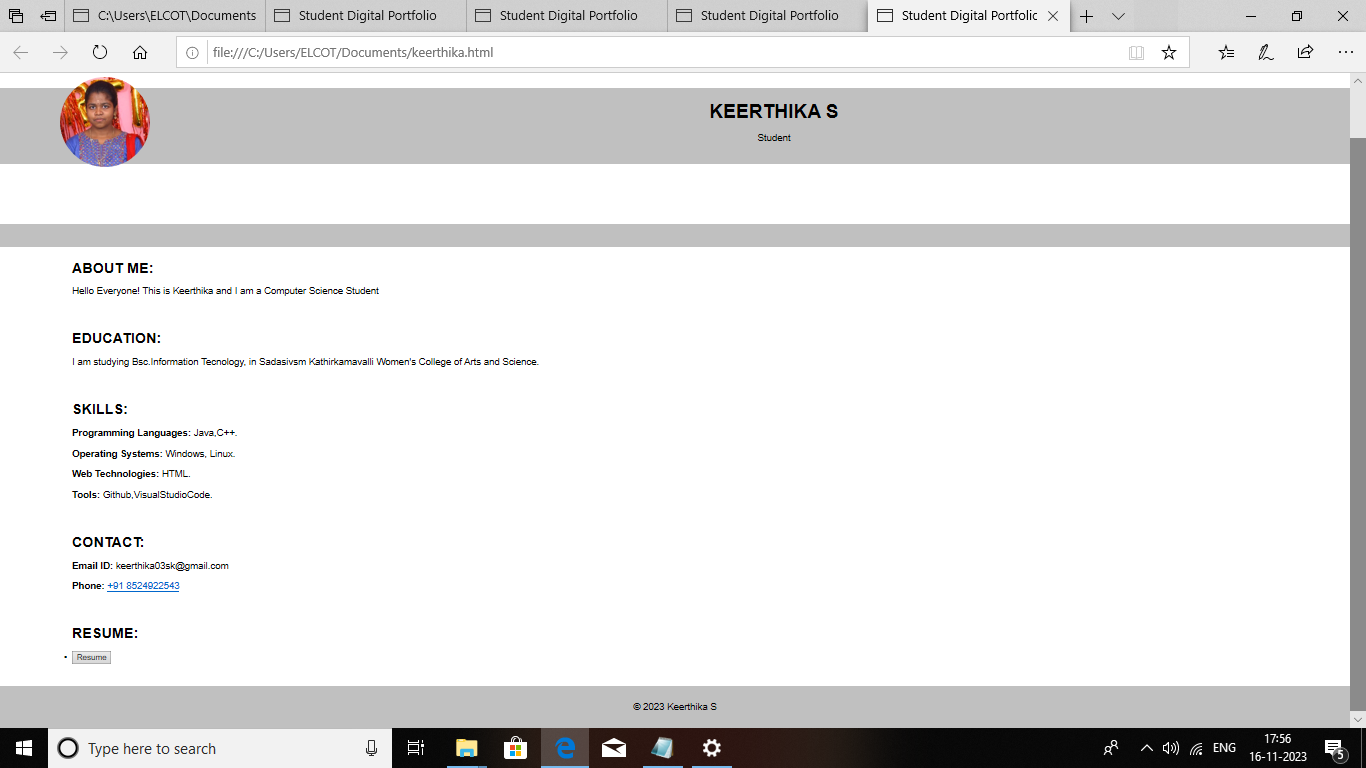 C:\Users\ELCOT\Documents
Student Digital Portfolio
Student Digital Portfolio
Student Digital Portfolio
Student Digital Portfolio
file:///C:/Users/ELCOT/Documents/keerthika.html
KEERTHIKA S
Student
ABOUT ME:
Hello Everyone! This is Keerthika and I am a Computer Science Student
EDUCATION:
I am studying Bsc.Information Tecnology, in Sadasivsm Kathirkamavalli Women's College of Arts and Science.
SKILLS:
Programming Languages: Java,C++.
Operating Systems: Windows, Linux.
Web Technologies: HTML.
Tools: Github,VisualStudioCode.
CONTACT:
Email ID: keerthika03sk@gmail.com
Phone: +91 8524922543
RESUME:
• Resume
© 2023 Keerthika S
Type here to search
ENG
17:56
16-11-2023
5